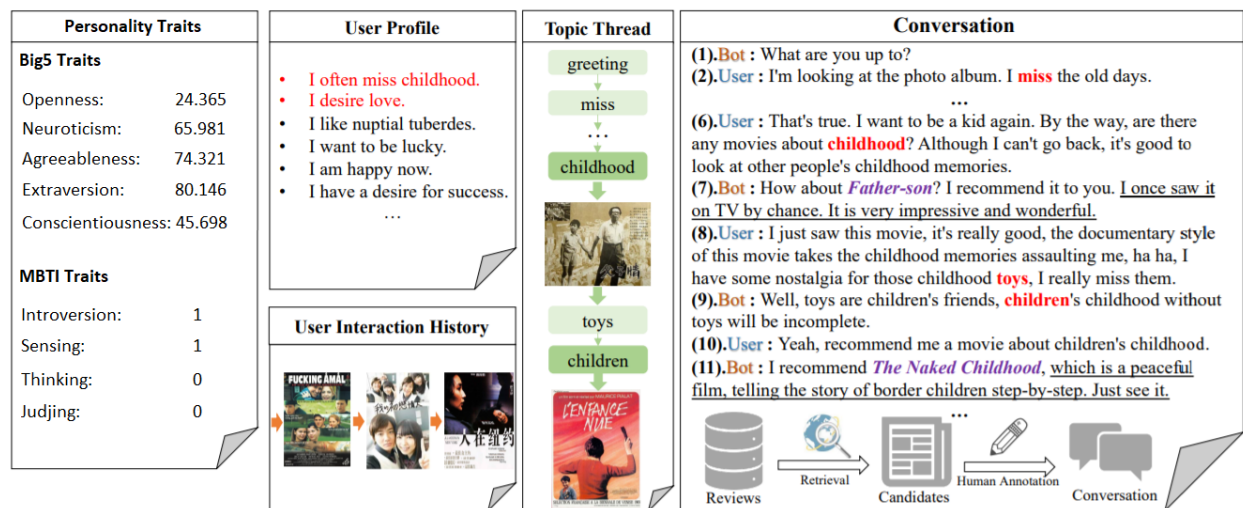 Personality Traits
Big5 Traits
Openness: 24.365
Neuroticism: 65.981
Agreeableness: 74.321
Extraversion: 80.146
Conscientiousness: 45.698
MBTI Traits
Introversion: 1
Sensing: 1
Thinking: 0
Judjing: 0
User Profile
• I often miss childhood.
• I desire love.
• I like nuptial tuberdes.
• I want to be lucky.
• I am happy now.
• I have a desire for success.
…
User Interaction History
FUCKING ÅMÅL
人在纽约
Topic Thread
greeting
miss
…
childhood
toys
children
L'ENFANCE
NUE
Conversation
(1).Bot : What are you up to?
(2).User : I'm looking at the photo album. I miss the old days.
…
(6).User : That's true. I want to be a kid again. By the way, are there
any movies about childhood? Although I can't go back, it's good to
look at other people's childhood memories.
(7).Bot : How about Father-son? I recommend it to you. I once saw it
on TV by chance. It is very impressive and wonderful.
(8).User : I just saw this movie, it's really good, the documentary style
of this movie takes the childhood memories assaulting me, ha ha, I
have some nostalgia for those childhood toys, I really miss them.
(9).Bot : Well, toys are children's friends, children's childhood without
toys will be incomplete.
(10).User : Yeah, recommend me a movie about children's childhood.
(11).Bot : I recommend The Naked Childhood, which is a peaceful
film, telling the story of border children step-by-step. Just see it.
…
Reviews
Retrieval
Candidates
Human Annotation
Conversation